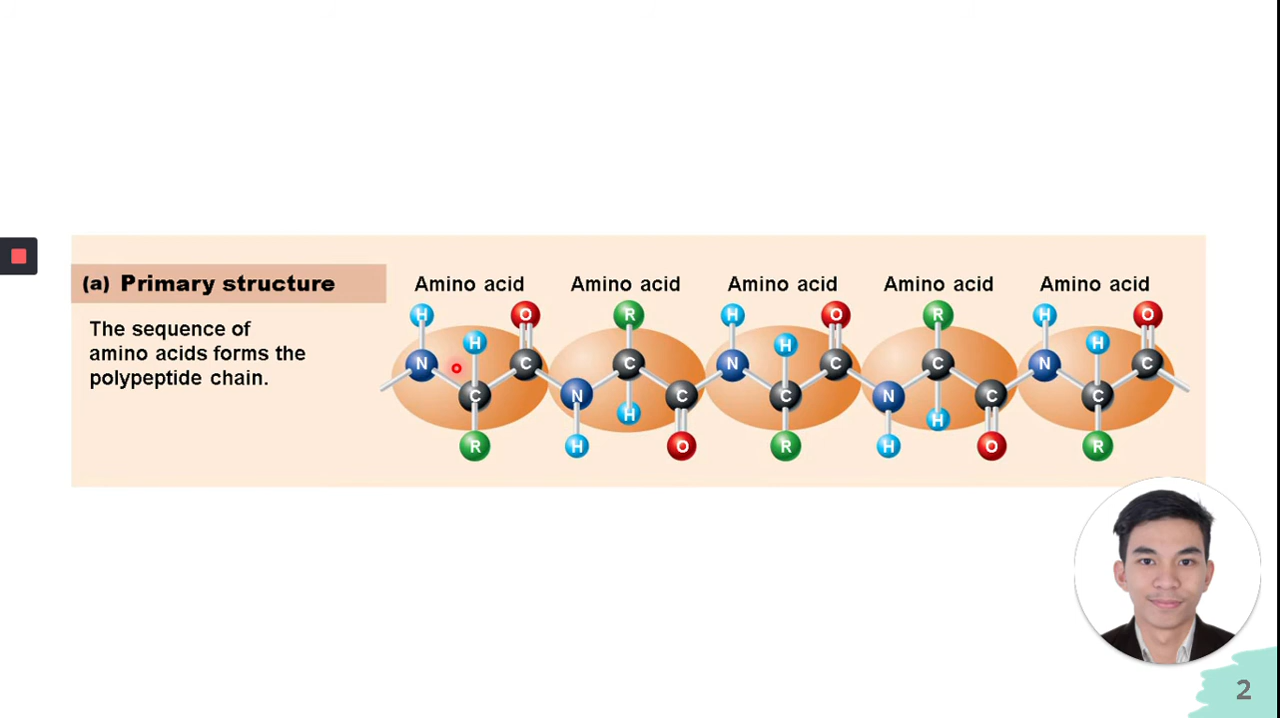 (a) Primary structure
The sequence of
amino acids forms the
polypeptide chain.
Amino acid Amino acid Amino acid Amino acid Amino acid
H O R H O R H O
H H H
N C C N C C N
C N C C N C C
H H
R H O R H O R
2